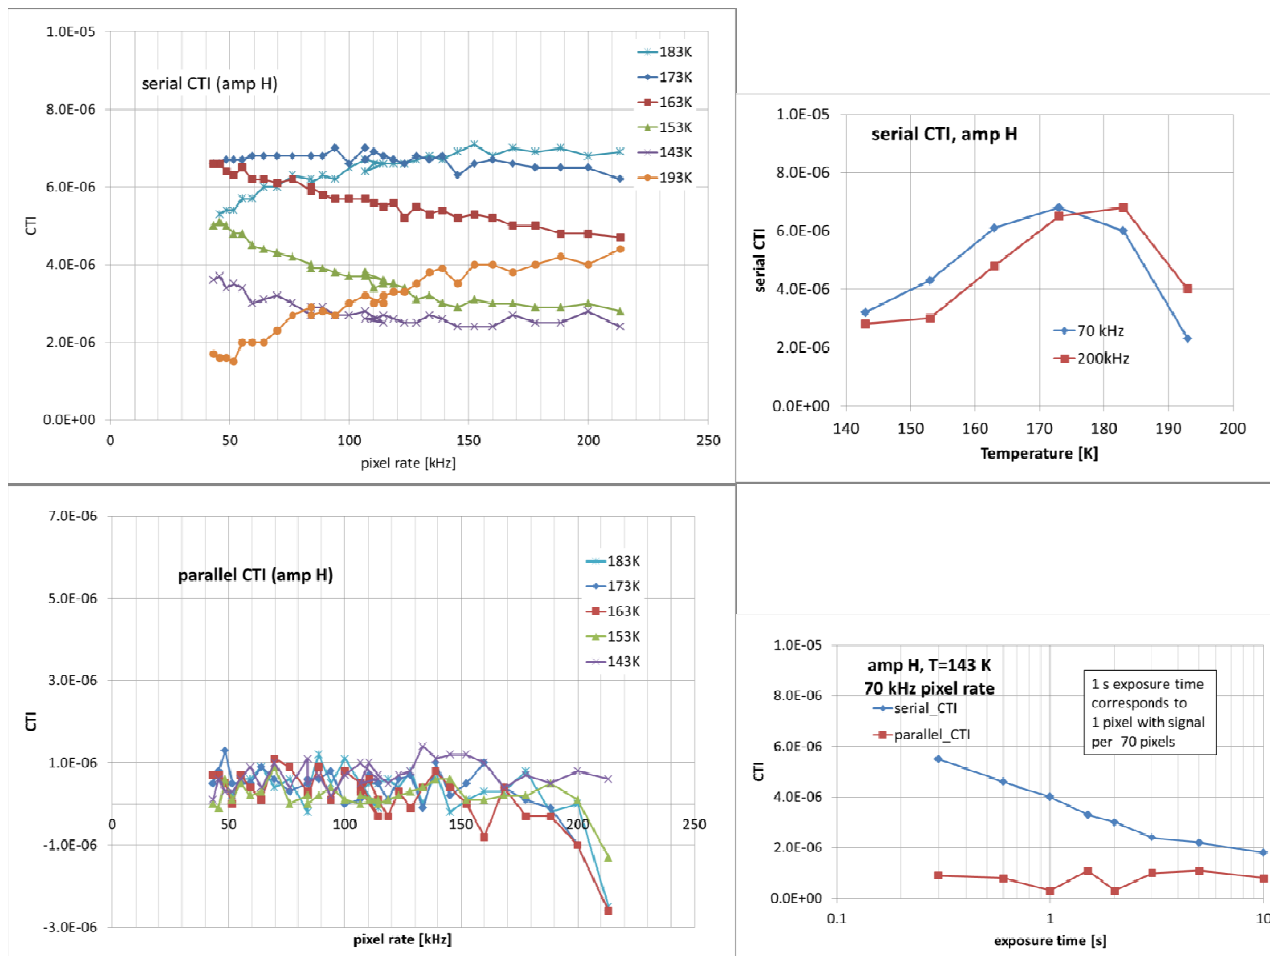 1.0E-05
8.0E-06
6.0E-06
4.0E-06
2.0E-06
0.0E+00
CTI
serial CTI (amp H)
183K
173K
163K
153K
143K
193K
0
50
100
150
200
250
pixel rate [kHz]
1.0E-05
8.0E-06
6.0E-06
4.0E-06
2.0E-06
0.0E+00
serial CTI
serial CTI, amp H
70 kHz
200kHz
140
150
160
170
180
190
200
Temperature [K]
7.0E-06
5.0E-06
3.0E-06
1.0E-06
-1.0E-06
-3.0E-06
CTI
parallel CTI (amp H)
183K
173K
163K
153K
143K
0
50
100
150
200
250
pixel rate [kHz]
1.0E-05
8.0E-06
6.0E-06
4.0E-06
2.0E-06
0.0E+00
CTI
amp H, T=143 K
70 kHz pixel rate
serial_CTI
parallel_CTI
1 s exposure time
corresponds to
1 pixel with signal
per 70 pixels
0.1
1
10
exposure time [s]